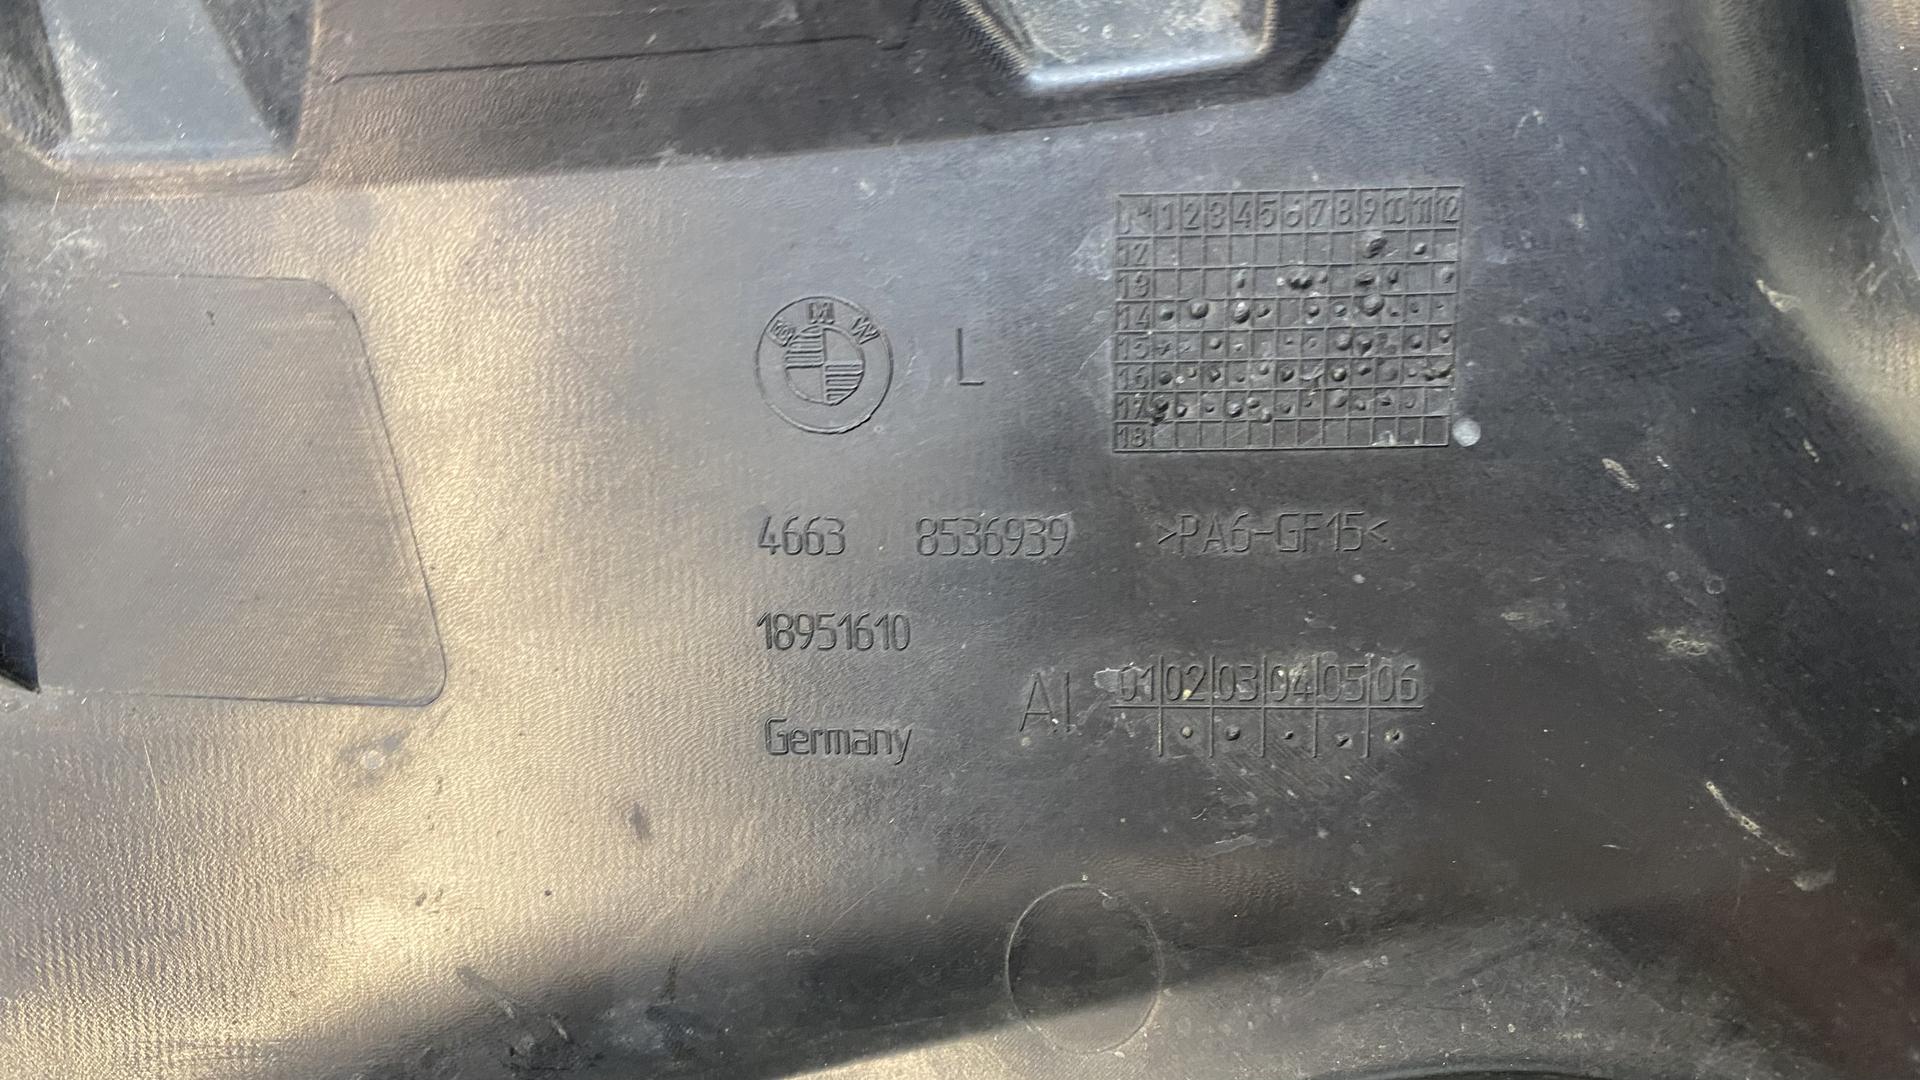 M 1 2 3 4 5 6 7 8 9 10 11 12
12
13
14
15
16
17
18
BMW
L
4663 8536939 >PA6-GF15<
18951610
AI 01 02 03 04 05 06
Germany